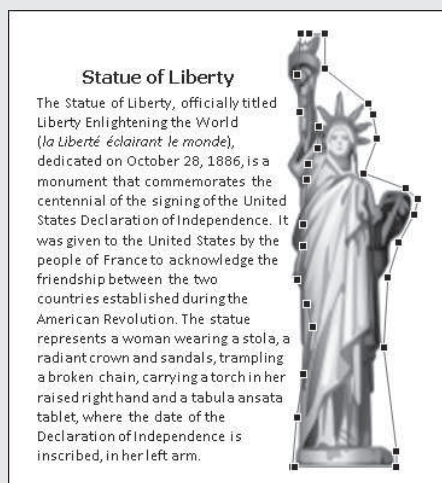 Statue of Liberty
The Statue of Liberty, officially titled
Liberty Enlightening the World
(la Liberté éclairant le monde),
dedicated on October 28, 1886, is a
monument that commemorates the
centennial of the signing of the United
States Declaration of Independence. It
was given to the United States by the
people of France to acknowledge the
friendship between the two
countries established during the
American Revolution. The statue
represents a woman wearing a stola, a
radiant crown and sandals, trampling
a broken chain, carrying a torch in her
raised right hand and a tabula ansata
tablet, where the date of the
Declaration of Independence is
inscribed, in her left arm.